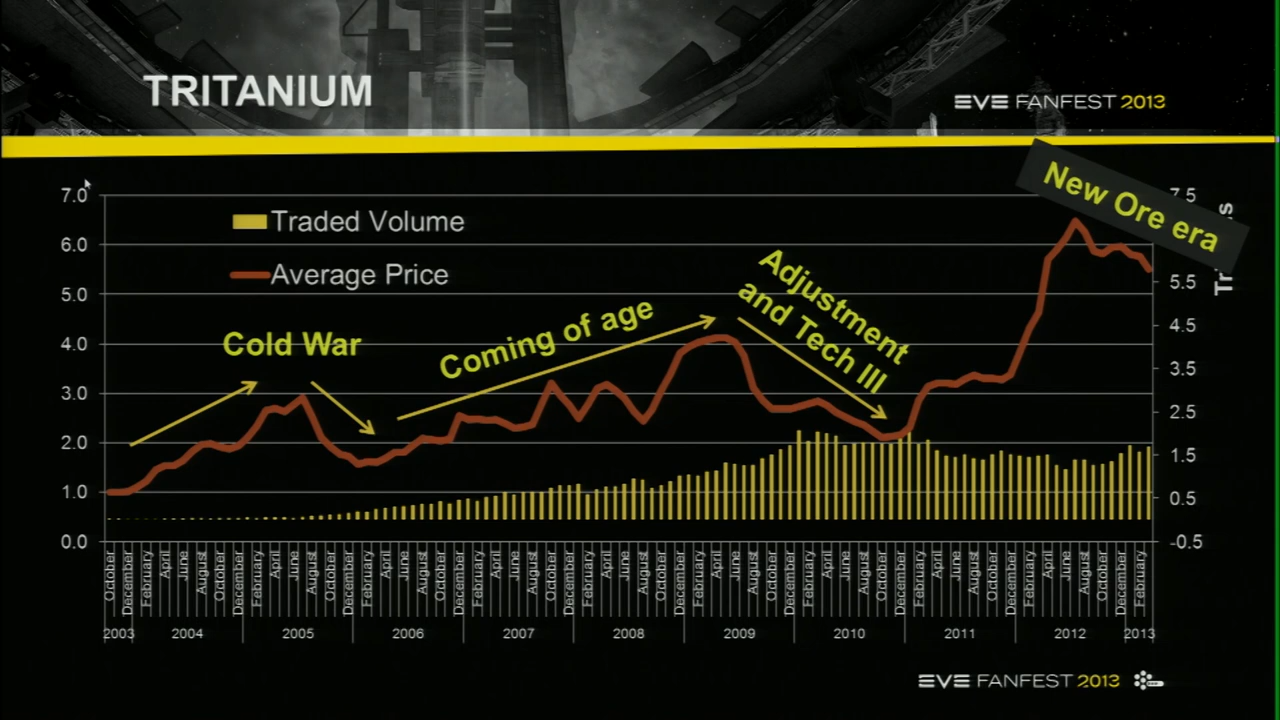 TRITANIUM
EVE FANFEST 2013
New Ore era
7.0
6.0
5.0
4.0
3.0
2.0
1.0
0.0
Traded Volume
Average Price
Cold War
Coming of age
Adjustment
and Tech III
7.5
5.5
4.5
3.5
2.5
1.5
0.5
-0.5
October December February April June August October December February April June August October December February April June August October December February April June August October December February April June August October December February April June August October December February April June August October December February April June August October December February April June August October December February April June August October December February
2003 2004 2005 2006 2007 2008 2009 2010 2011 2012 2013
EVE FANFEST 2013